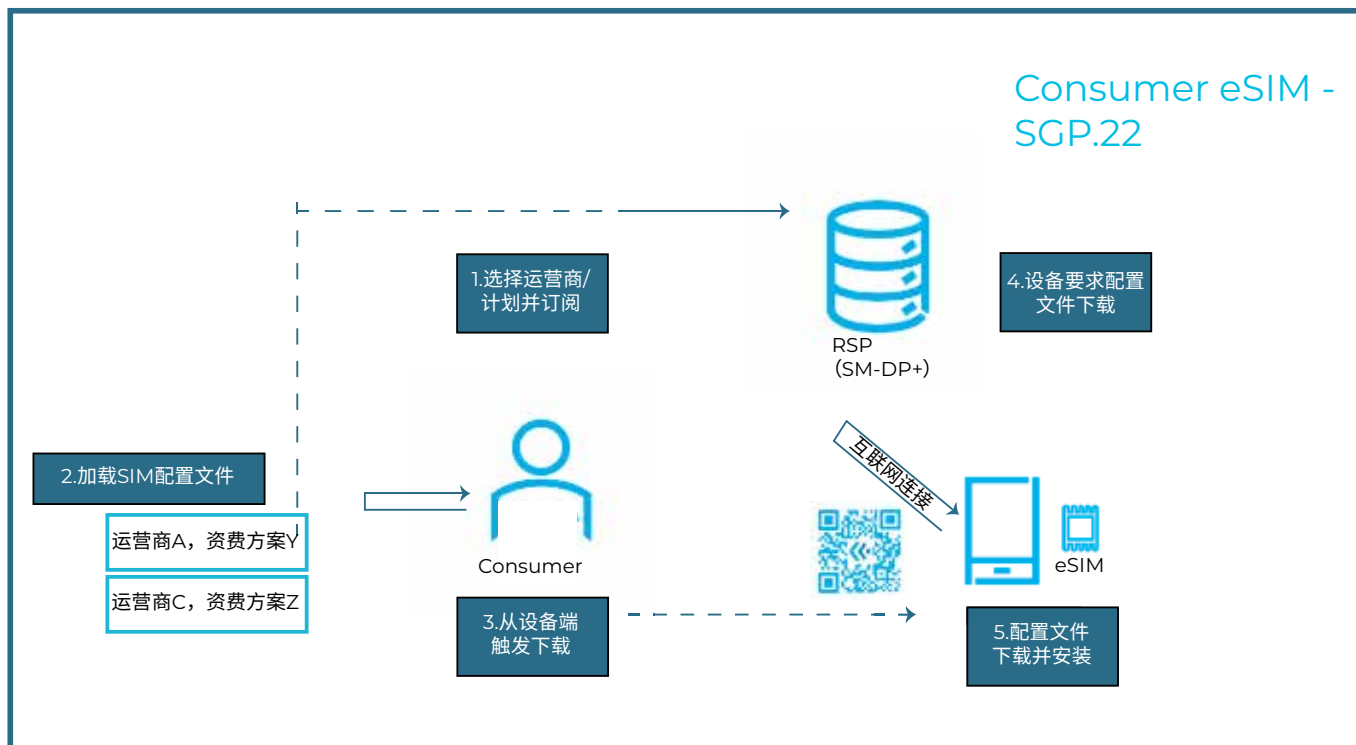 Consumer eSIM -
SGP.22
1.选择运营商/
计划并订阅
4.设备要求配置
文件下载
RSP
（SM-DP+）
2.加载SIM配置文件
互联网连接
运营商A，资费方案Y
运营商C，资费方案Z
Consumer
eSIM
3.从设备端
触发下载
5.配置文件
下载并安装